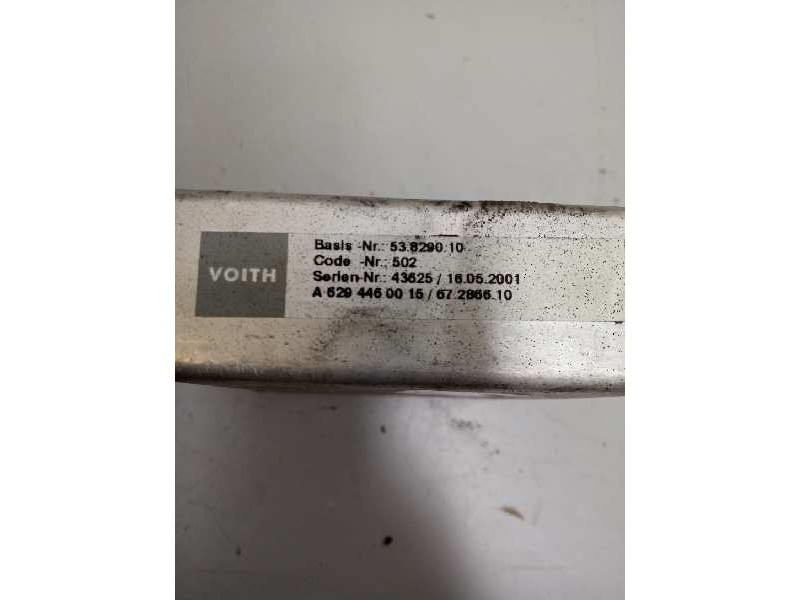 VOITH
Basis -Nr.: 53.8290.10
Code -Nr.: 502
Serien-Nr.: 43625 / 16.05.2001
A 629 446 00 15 / 67.2866.10